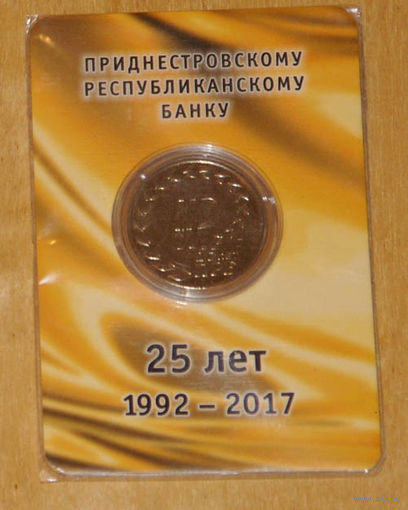 ПРИДНЕСТРОВСКОМУ
РЕСПУБЛИКАНСКОМУ
БАНКУ
25 лет
1992 – 2017